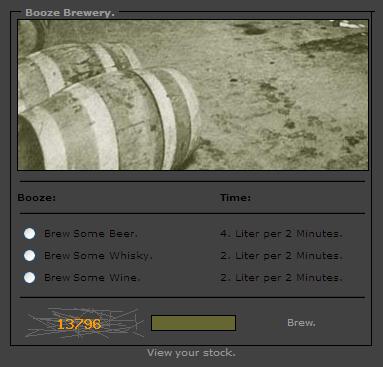 Booze Brewery.
Booze: Time:
Brew Some Beer. 4. Liter per 2 Minutes.
Brew Some Whisky. 2. Liter per 2 Minutes.
Brew Some Wine. 2. Liter per 2 Minutes.
13796 Brew.
View your stock.